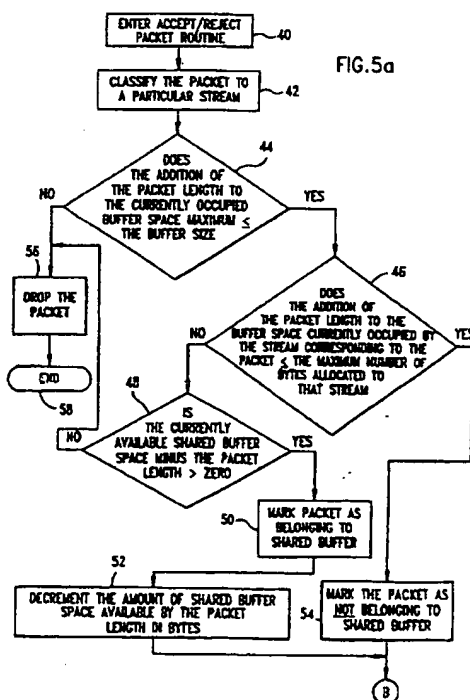 ENTER ACCEPT/REJECT
PACKET ROUTINE
40
FIG.5a
CLASSIFY THE PACKET TO
A PARTICULAR STREAM
42
44
DOES
THE ADDITION OF
THE PACKET LENGTH TO
THE CURRENTLY OCCUPIED
BUFFER SPACE MAXIMUM ≤
THE BUFFER SIZE
NO
YES
56
DROP THE
PACKET
END
58
46
DOES
THE ADDITION OF
THE PACKET LENGTH TO THE
BUFFER SPACE CURRENTLY OCCUPIED BY
THE STREAM CORRESPONDING TO THE
PACKET ≤ THE MAXIMUM NUMBER OF
BYTES ALLOCATED TO
THAT STREAM
NO
YES
48
IS
THE CURRENTLY
AVAILABLE SHARED BUFFER
SPACE MINUS THE PACKET
LENGTH > ZERO
NO
YES
50
MARK PACKET AS
BELONGING TO
SHARED BUFFER
52
DECREMENT THE AMOUNT OF SHARED BUFFER
SPACE AVAILABLE BY THE PACKET
LENGTH IN BYTES
54
MARK THE PACKET AS
NOT BELONGING TO
SHARED BUFFER
B